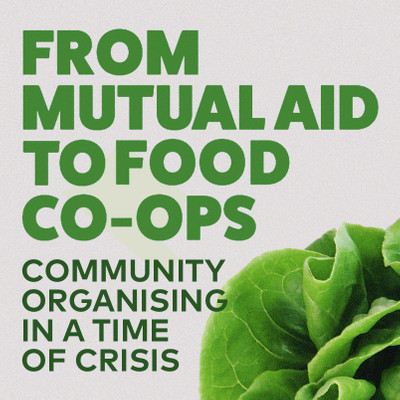 FROM
MUTUAL AID
TO FOOD
CO-OPS
COMMUNITY
ORGANISING
IN A TIME
OF CRISIS